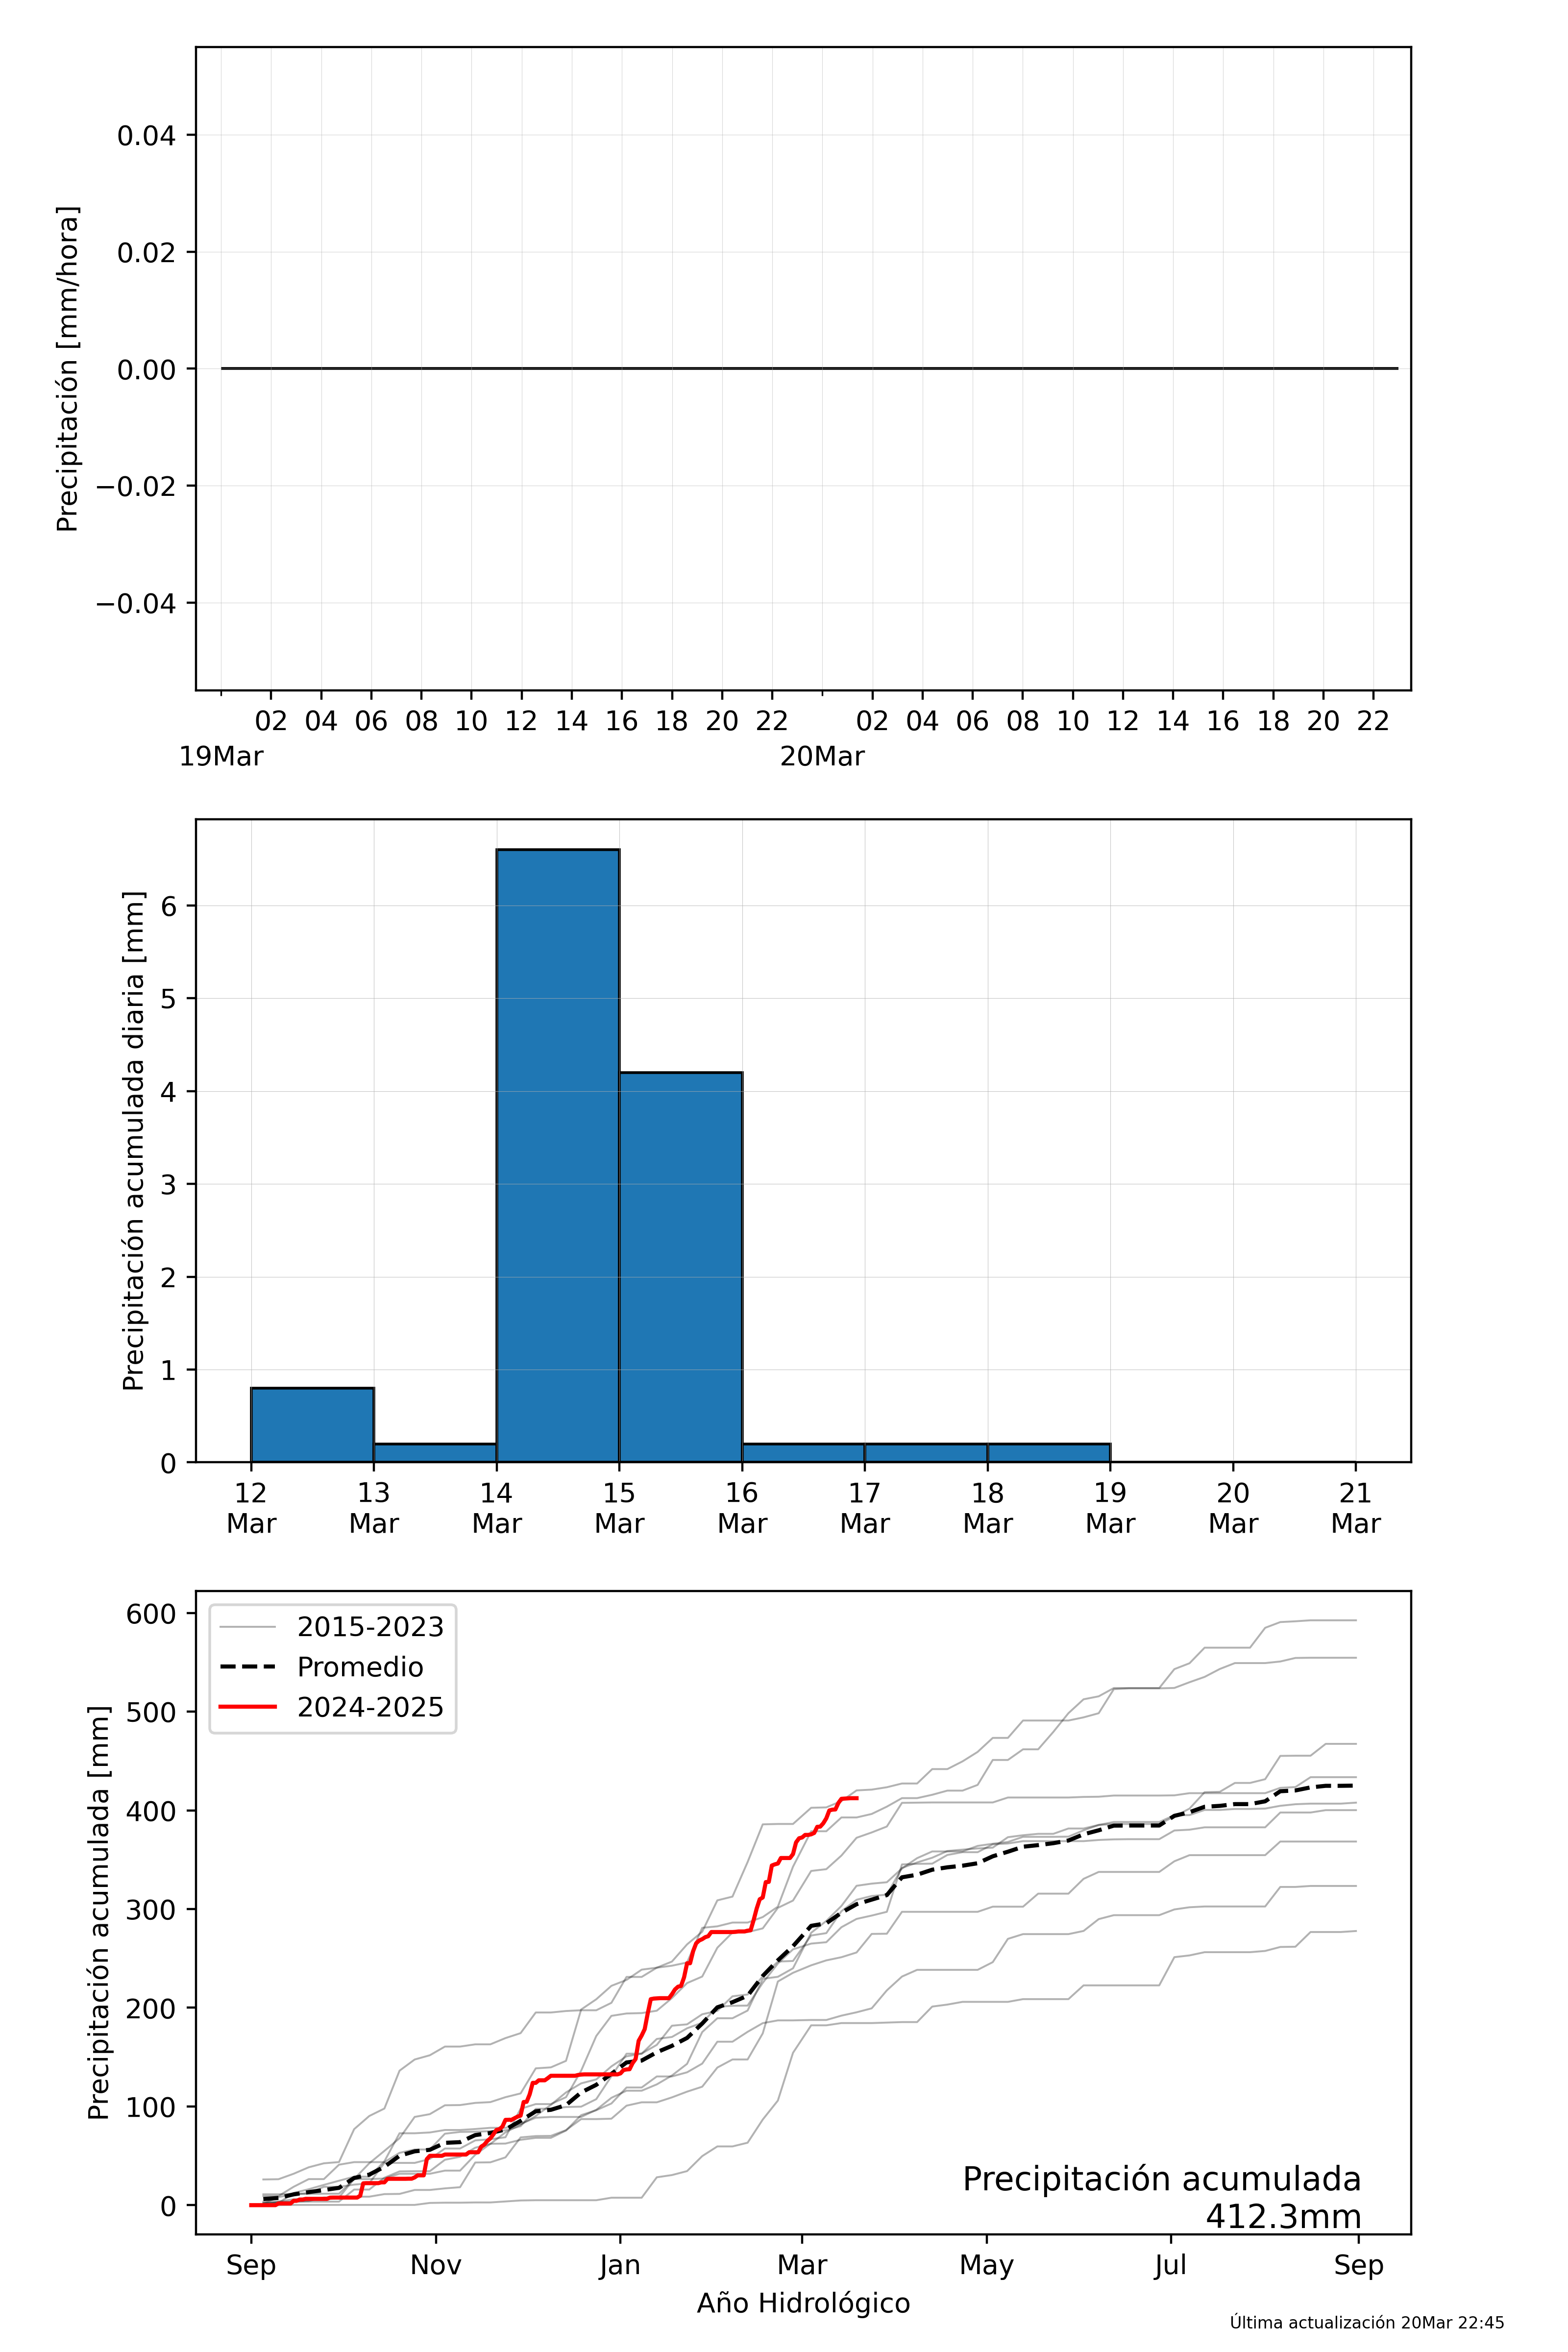 Precipitación [mm/hora]
0.04
0.02
0.00
−0.02
−0.04
02 04 06 08 10 12 14 16 18 20 22 02 04 06 08 10 12 14 16 18 20 22
19Mar 20Mar
Precipitación acumulada diaria [mm]
6
5
4
3
2
1
0
12 13 14 15 16 17 18 19 20 21
Mar Mar Mar Mar Mar Mar Mar Mar Mar Mar
Precipitación acumulada [mm]
600
500
400
300
200
100
0
2015-2023
Promedio
2024-2025
Precipitación acumulada
412.3mm
Sep Nov Jan Mar May Jul Sep
Año Hidrológico
Última actualización 20Mar 22:45